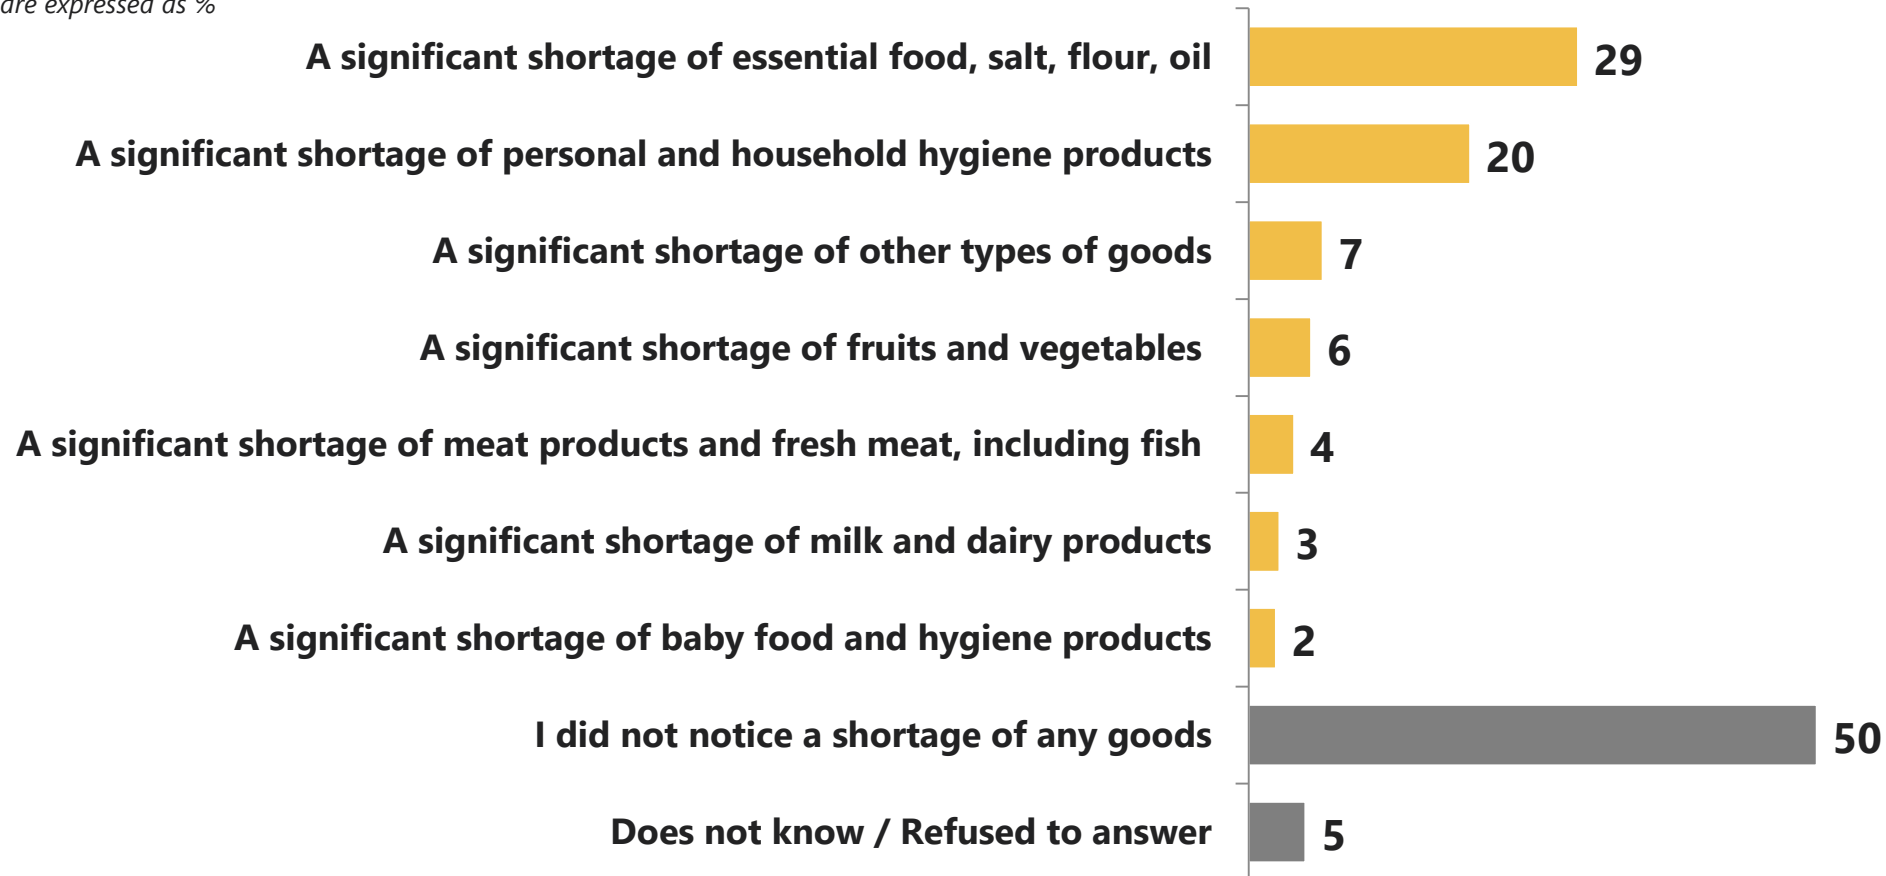 are expressed as %
A significant shortage of essential food, salt, flour, oil 29
A significant shortage of personal and household hygiene products 20
A significant shortage of other types of goods 7
A significant shortage of fruits and vegetables 6
A significant shortage of meat products and fresh meat, including fish 4
A significant shortage of milk and dairy products 3
A significant shortage of baby food and hygiene products 2
I did not notice a shortage of any goods 50
Does not know / Refused to answer 5